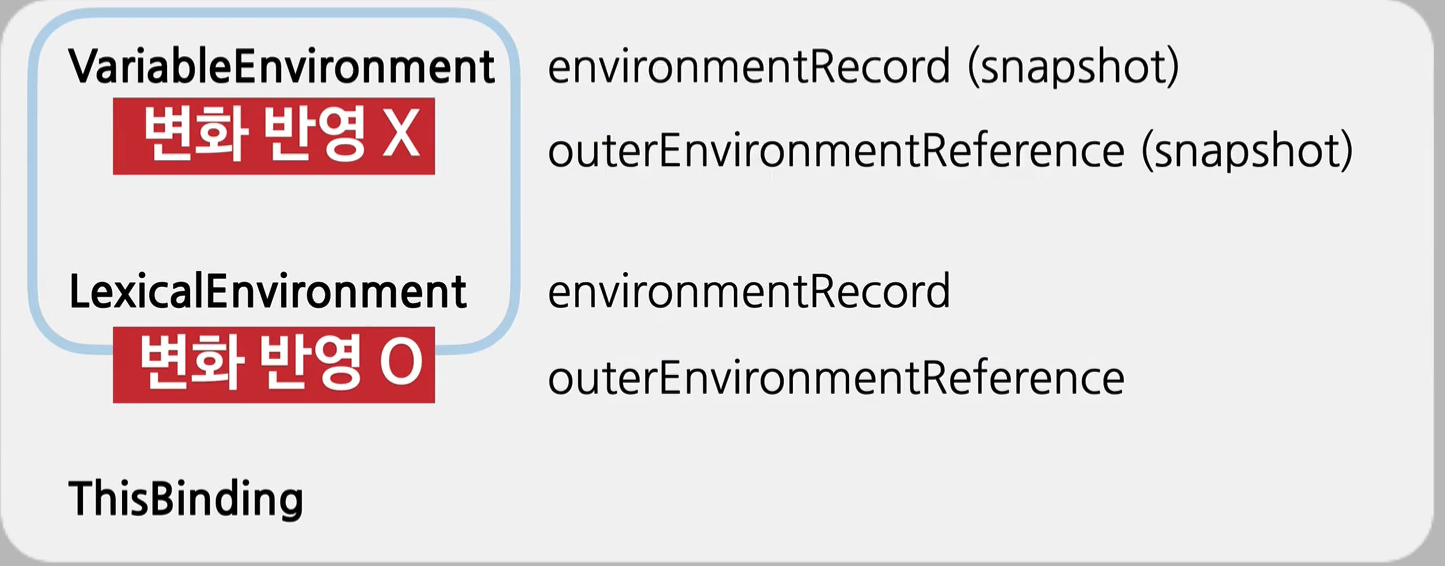 VariableEnvironment environmentRecord (snapshot)
변화 반영 X
outerEnvironmentReference (snapshot)
LexicalEnvironment environmentRecord
변화 반영 O
outerEnvironmentReference
ThisBinding